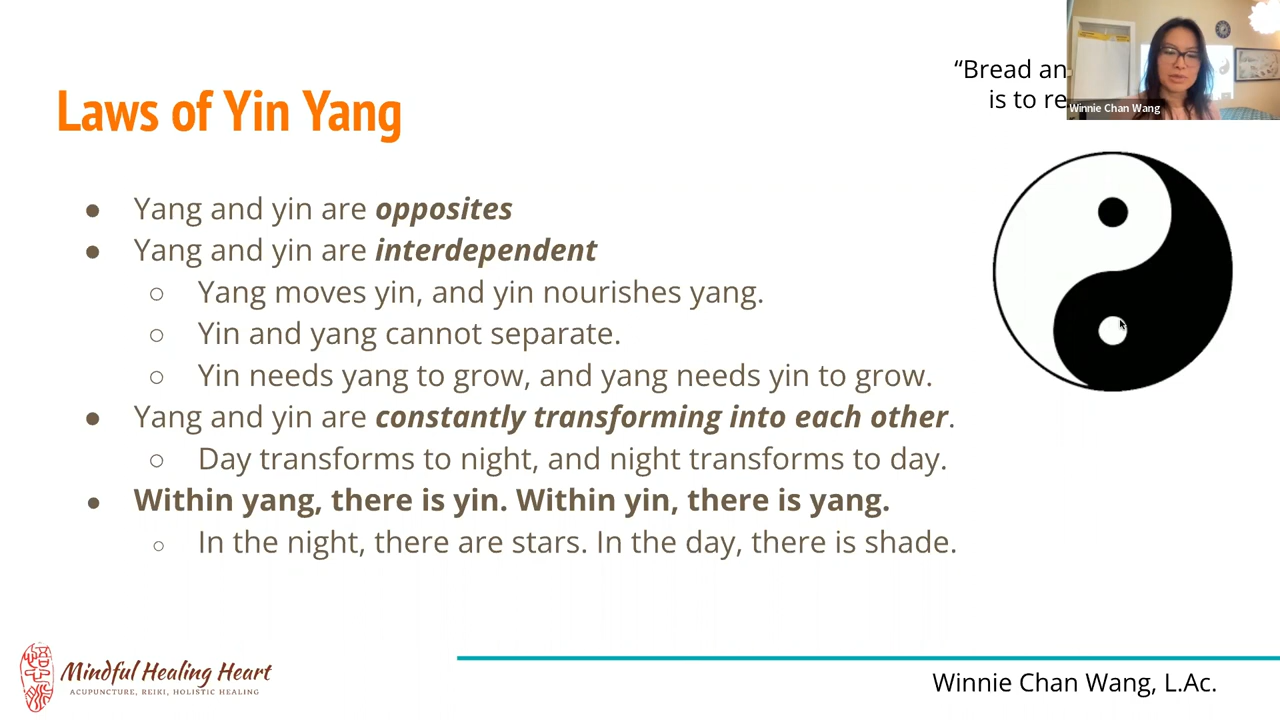 Laws of Yin Yang
“Bread an
is to re
Winnie Chan Wang
● Yang and yin are opposites
● Yang and yin are interdependent
○ Yang moves yin, and yin nourishes yang.
○ Yin and yang cannot separate.
○ Yin needs yang to grow, and yang needs yin to grow.
● Yang and yin are constantly transforming into each other.
○ Day transforms to night, and night transforms to day.
● Within yang, there is yin. Within yin, there is yang.
○ In the night, there are stars. In the day, there is shade.
Mindful Healing Heart
ACUPUNCTURE, REIKI, HOLISTIC HEALING
Winnie Chan Wang, L.Ac.